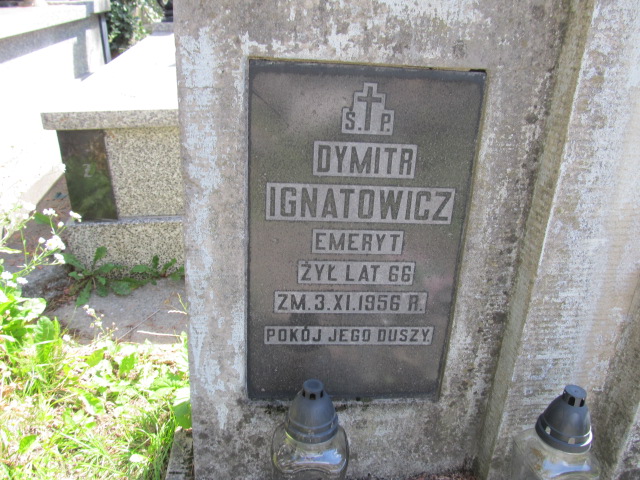 Ś. P.
DYMITR
IGNATOWICZ
EMERYT
ŻYŁ LAT 66
ZM. 3. XI. 1956 R.
POKÓJ JEGO DUSZY.